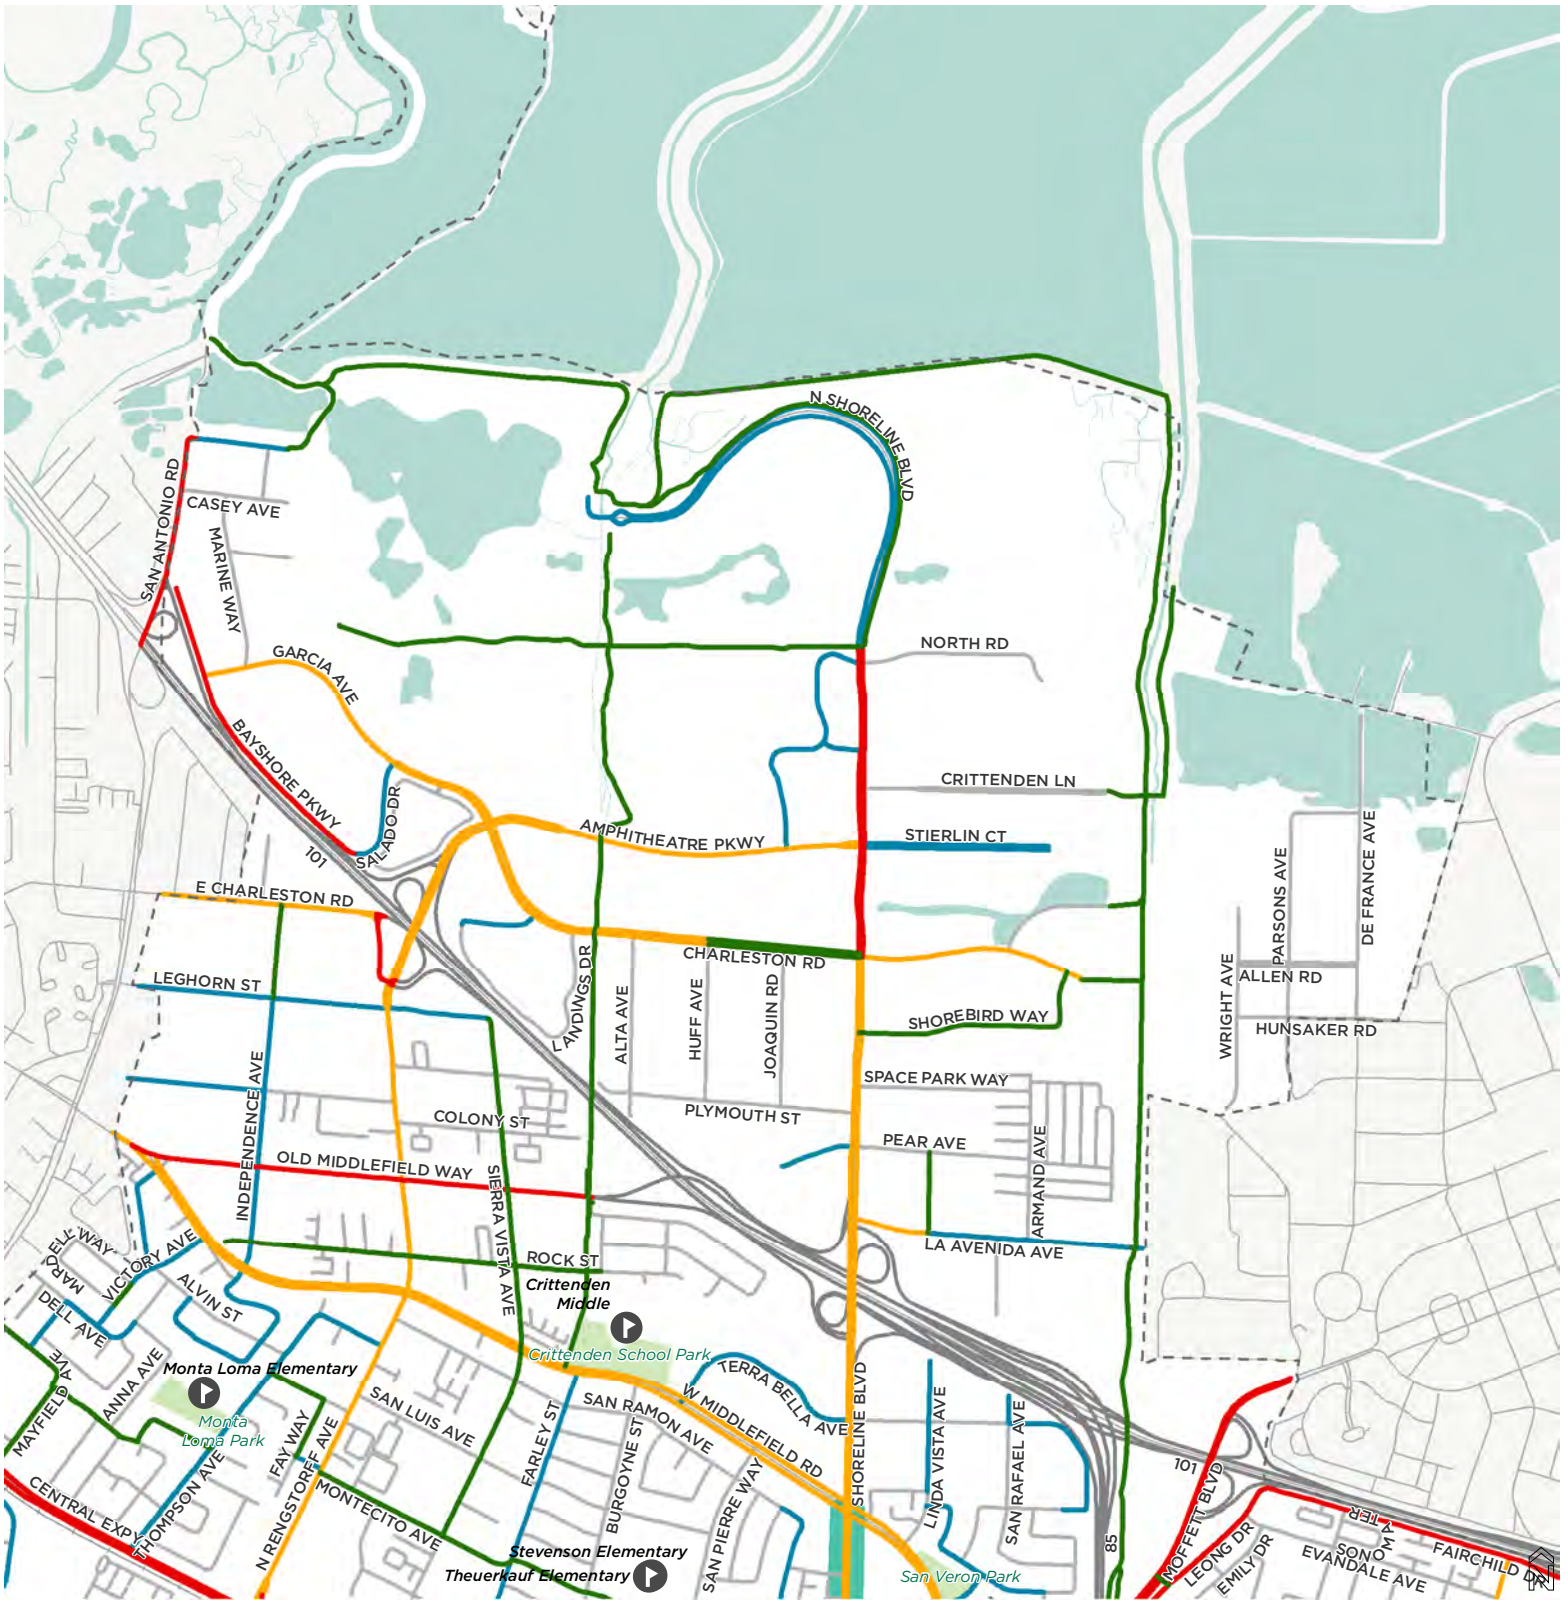 N SHORELINE BLVD
SAN ANTONIO RD
CASEY AVE
MARINE WAY
NORTH RD
GARCIA AVE
BAYSHORE PKWY
CRITTENDEN LN
SALADO DR
AMPHITHEATRE PKWY
STIERLIN CT
101
PARSONS AVE
DE FRANCE AVE
E CHARLESTON RD
CHARLESTON RD
LEGHORN ST
LANDINGS DR
ALTA AVE
HUFF AVE
JOAQUIN RD
SHOREBIRD WAY
WRIGHT AVE
ALLEN RD
HUNSAKER RD
INDEPENDENCE AVE
SPACE PARK WAY
COLONY ST
PLYMOUTH ST
PEAR AVE
ARMAND AVE
OLD MIDDLEFIELD WAY
SIERRA VISTA AVE
LA AVENIDA AVE
ROCK ST
MARDELL WAY
VICTORY AVE
ALVIN ST
DELL AVE
Crittenden
Middle
Crittenden School Park
Monta Loma Elementary
Monta
Loma Park
MAYFIELD AVE
ANNA AVE
FAY WAY
SAN LUIS AVE
FARLEY ST
SAN RAMON AVE
BURGOYNE ST
W MIDDLEFIELD RD
TERRA BELLA AVE
SHORELINE BLVD
LINDA VISTA AVE
SAN RAFAEL AVE
101
MOFFETT BLVD
CENTRAL EXPY
THOMPSON AVE
N RENGSTORFF AVE
MONTECITO AVE
Stevenson Elementary
Theuerkauf Elementary
SAN PIERRE WAY
San Veron Park
85
LEONG DR
EMILY DR
EVANDALE AVE
FAIRCHILD DR
N